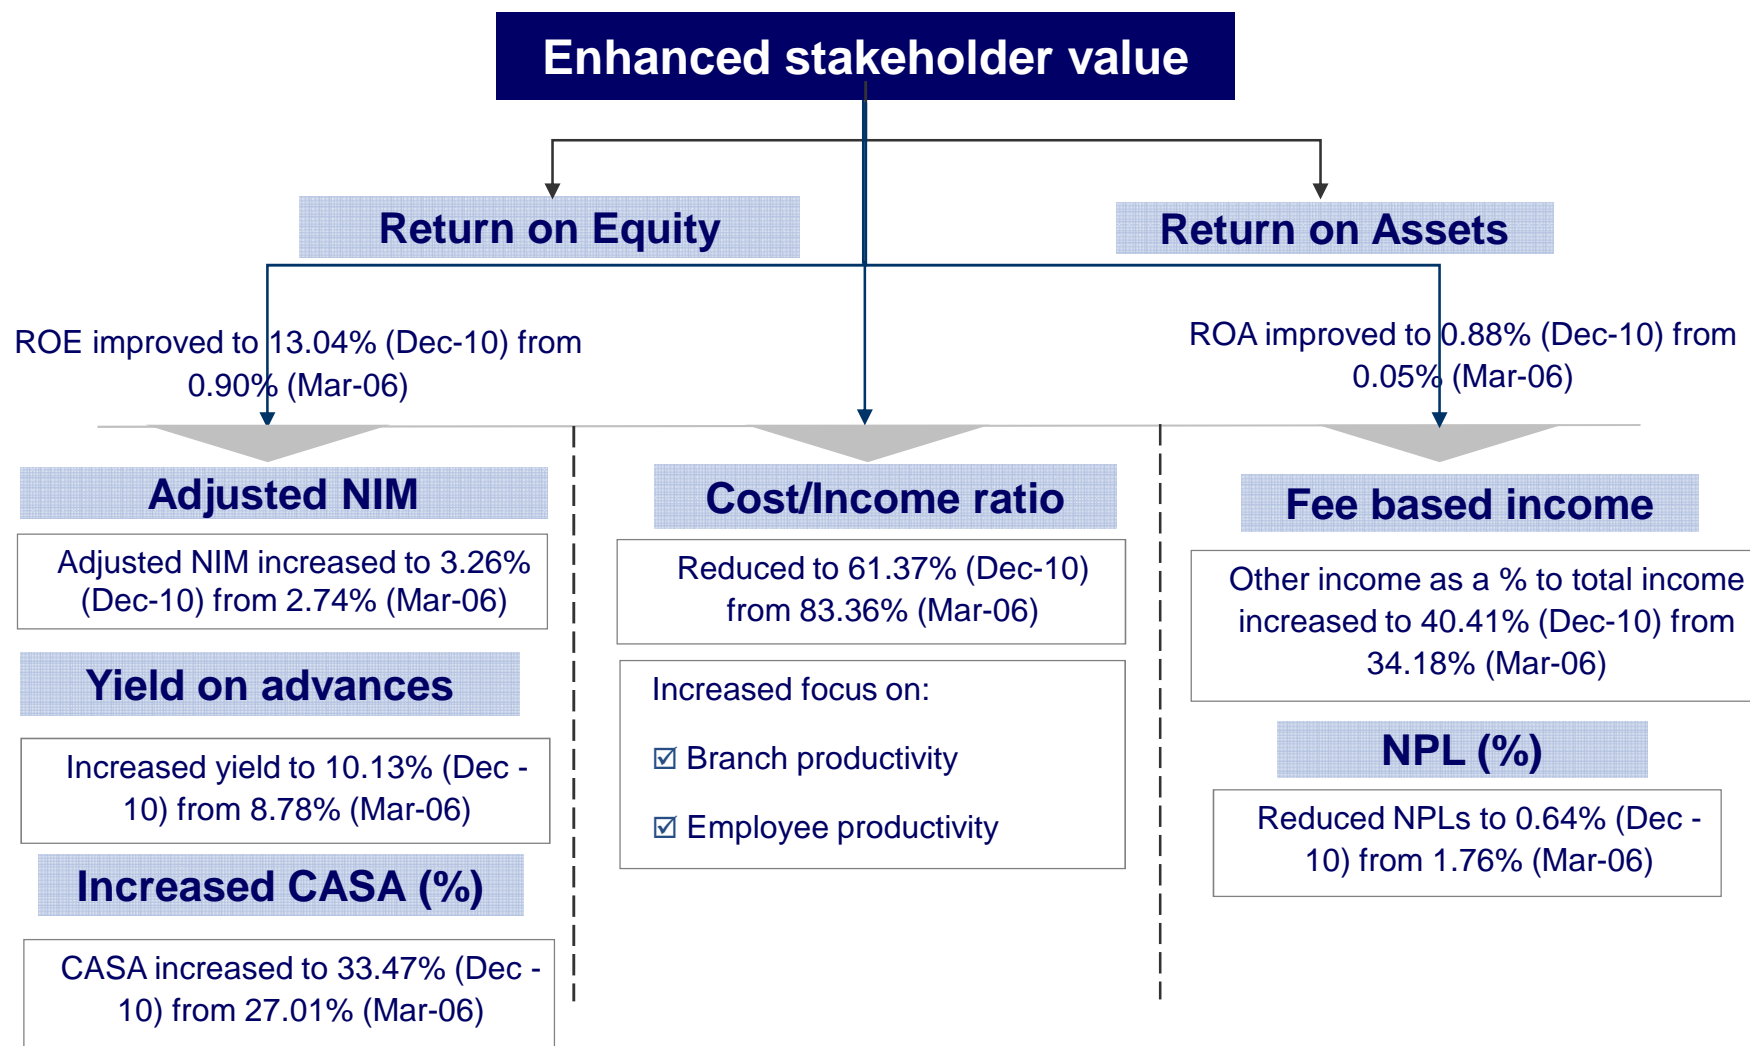 Enhanced stakeholder value
Return on Equity
Return on Assets
ROE improved to 13.04% (Dec-10) from
0.90% (Mar-06)
ROA improved to 0.88% (Dec-10) from
0.05% (Mar-06)
Adjusted NIM
Adjusted NIM increased to 3.26%
(Dec-10) from 2.74% (Mar-06)
Yield on advances
Increased yield to 10.13% (Dec -
10) from 8.78% (Mar-06)
Increased CASA (%)
CASA increased to 33.47% (Dec -
10) from 27.01% (Mar-06)
Cost/Income ratio
Reduced to 61.37% (Dec-10)
from 83.36% (Mar-06)
Increased focus on:
☑ Branch productivity
☑ Employee productivity
Fee based income
Other income as a % to total income
increased to 40.41% (Dec-10) from
34.18% (Mar-06)
NPL (%)
Reduced NPLs to 0.64% (Dec -
10) from 1.76% (Mar-06)